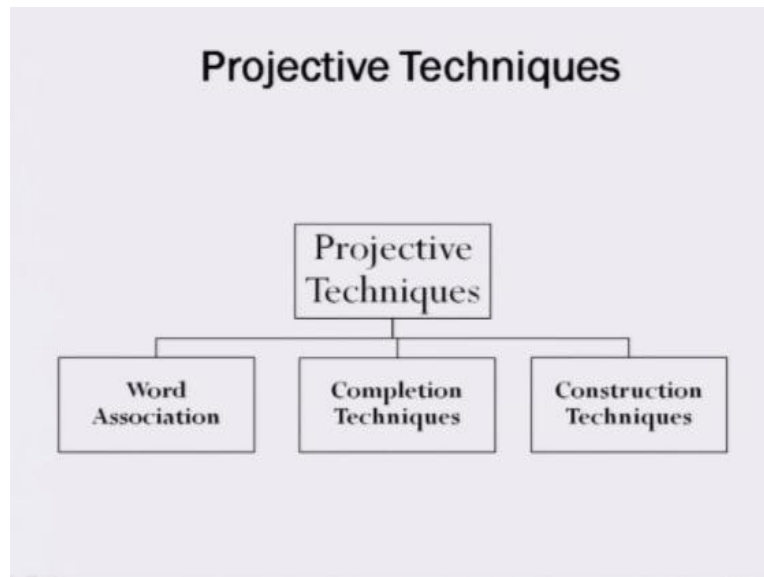 Projective Techniques
Projective
Techniques
Word
Association
Completion
Techniques
Construction
Techniques